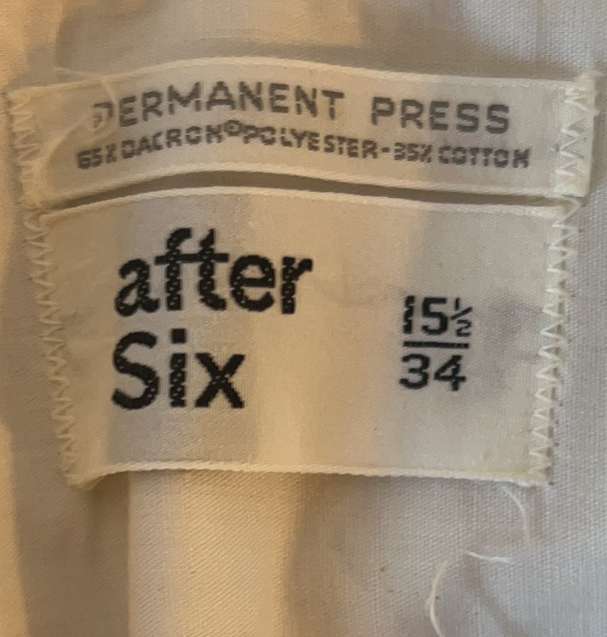 PERMANENT PRESS
65% DACRON® POLYESTER-35% COTTON
after
Six
15½
34